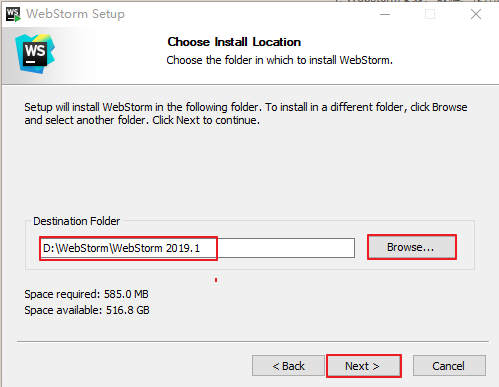 WebStorm Setup
WS
Choose Install Location
Choose the folder in which to install WebStorm.
Setup will install WebStorm in the following folder. To install in a different folder, click Browse
and select another folder. Click Next to continue.
Destination Folder
D:\WebStorm\WebStorm 2019.1
Browse...
Space required: 585.0 MB
Space available: 516.8 GB
< Back
Next >
Cancel